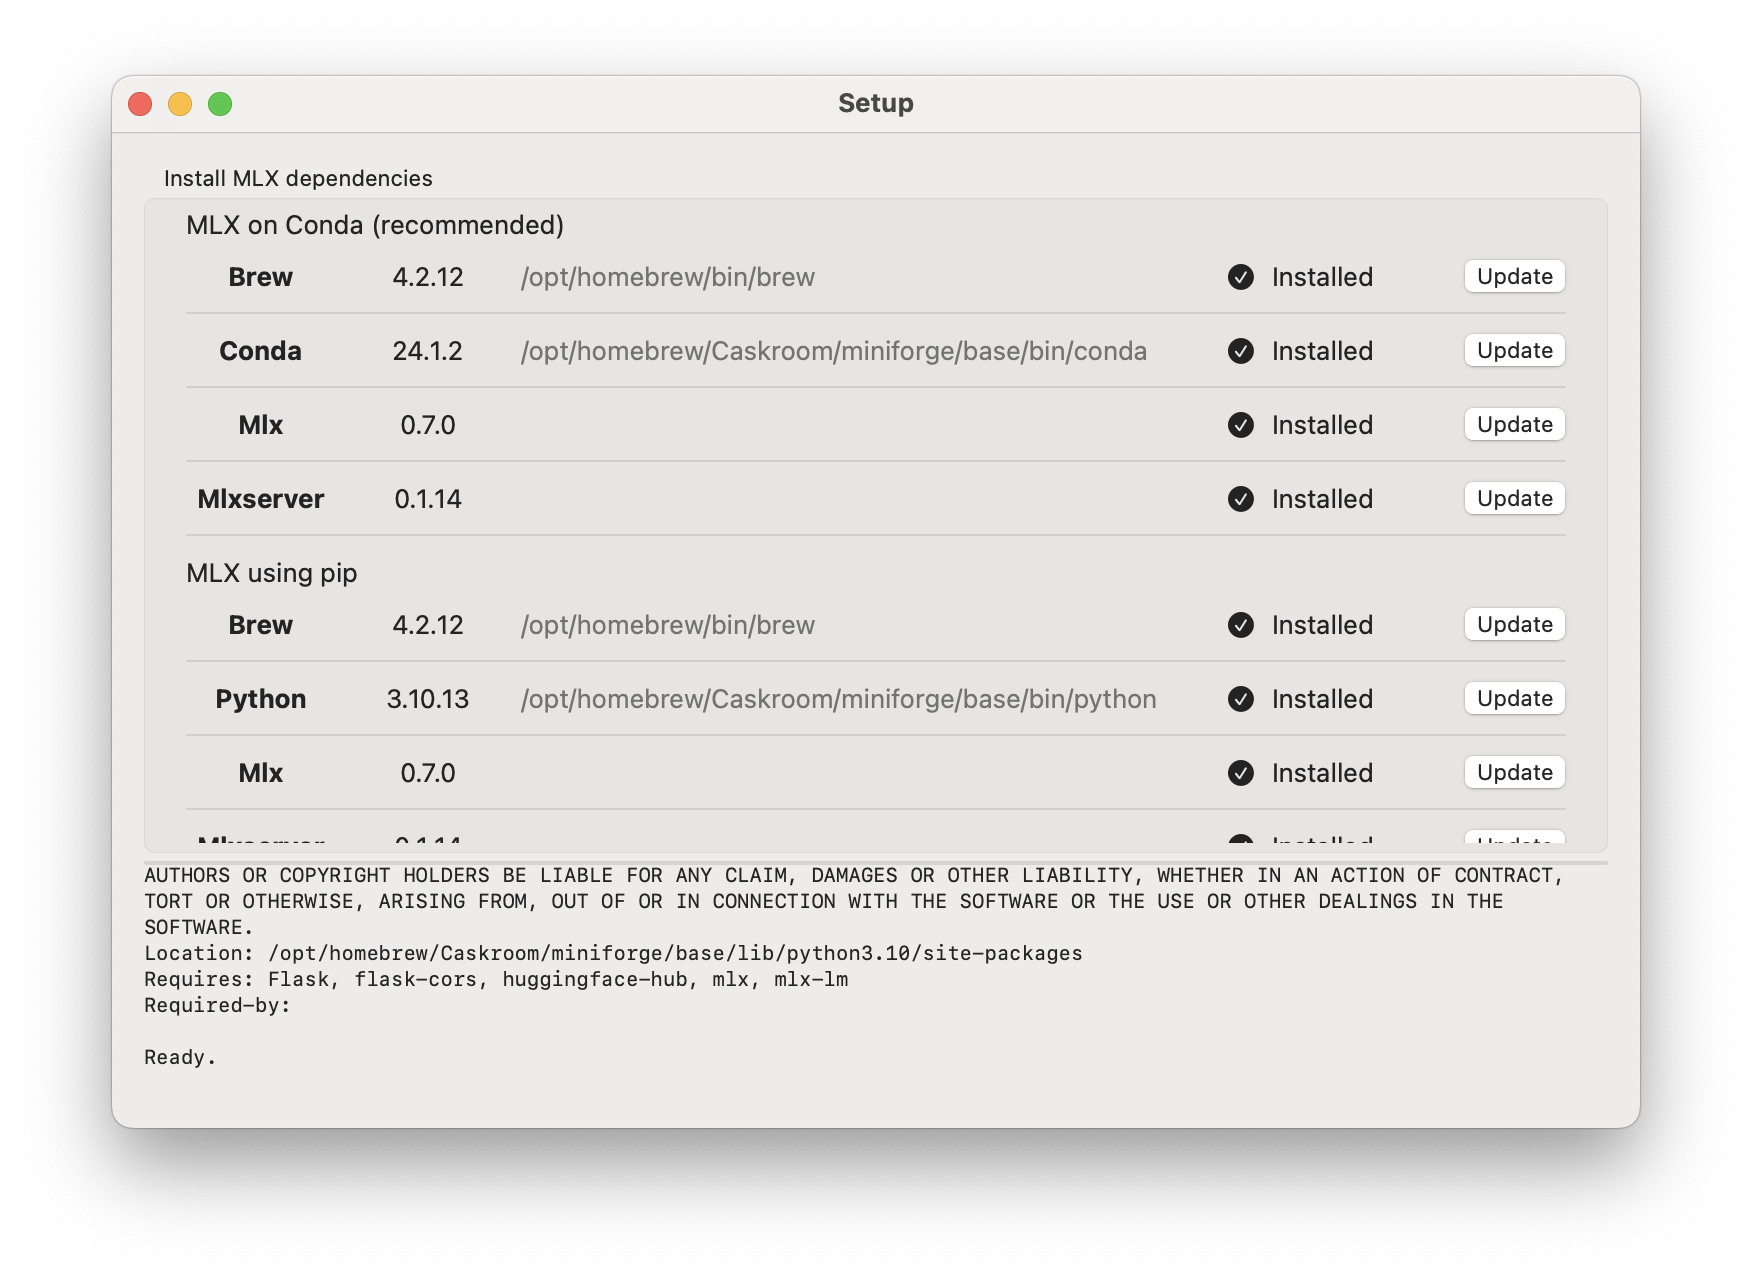 Setup
Install MLX dependencies
MLX on Conda (recommended)
Brew 4.2.12 /opt/homebrew/bin/brew Installed Update
Conda 24.1.2 /opt/homebrew/Caskroom/miniforge/base/bin/conda Installed Update
Mlx 0.7.0 Installed Update
Mlxserver 0.1.14 Installed Update
MLX using pip
Brew 4.2.12 /opt/homebrew/bin/brew Installed Update
Python 3.10.13 /opt/homebrew/Caskroom/miniforge/base/bin/python Installed Update
Mlx 0.7.0 Installed Update
Mlxserver 0.1.14 Installed Update
AUTHORS OR COPYRIGHT HOLDERS BE LIABLE FOR ANY CLAIM, DAMAGES OR OTHER LIABILITY, WHETHER IN AN ACTION OF CONTRACT,
TORT OR OTHERWISE, ARISING FROM, OUT OF OR IN CONNECTION WITH THE SOFTWARE OR THE USE OR OTHER DEALINGS IN THE
SOFTWARE.
Location: /opt/homebrew/Caskroom/miniforge/base/lib/python3.10/site-packages
Requires: Flask, flask-cors, huggingface-hub, mlx, mlx-lm
Required-by:
Ready.